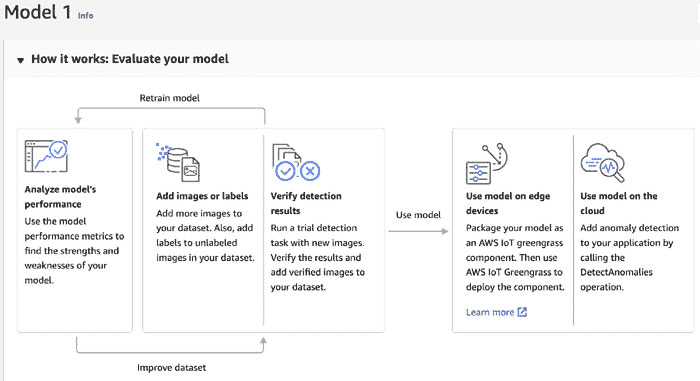 Model 1 Info
How it works: Evaluate your model
Retrain model
Analyze model's
performance
Use the model
performance metrics to
find the strengths and
weaknesses of your
model.
Add images or labels
Add more images to
your dataset. Also, add
labels to unlabeled
images in your dataset.
Verify detection
results
Run a trial detection
task with new images.
Verify the results and
add verified images to
your dataset.
Use model
Use model on edge
devices
Package your model as
an AWS IoT greengrass
component. Then use
AWS IoT Greengrass to
deploy the component.
Learn more
Use model on the
cloud
Add anomaly detection
to your application by
calling the
DetectAnomalies
operation.
Improve dataset